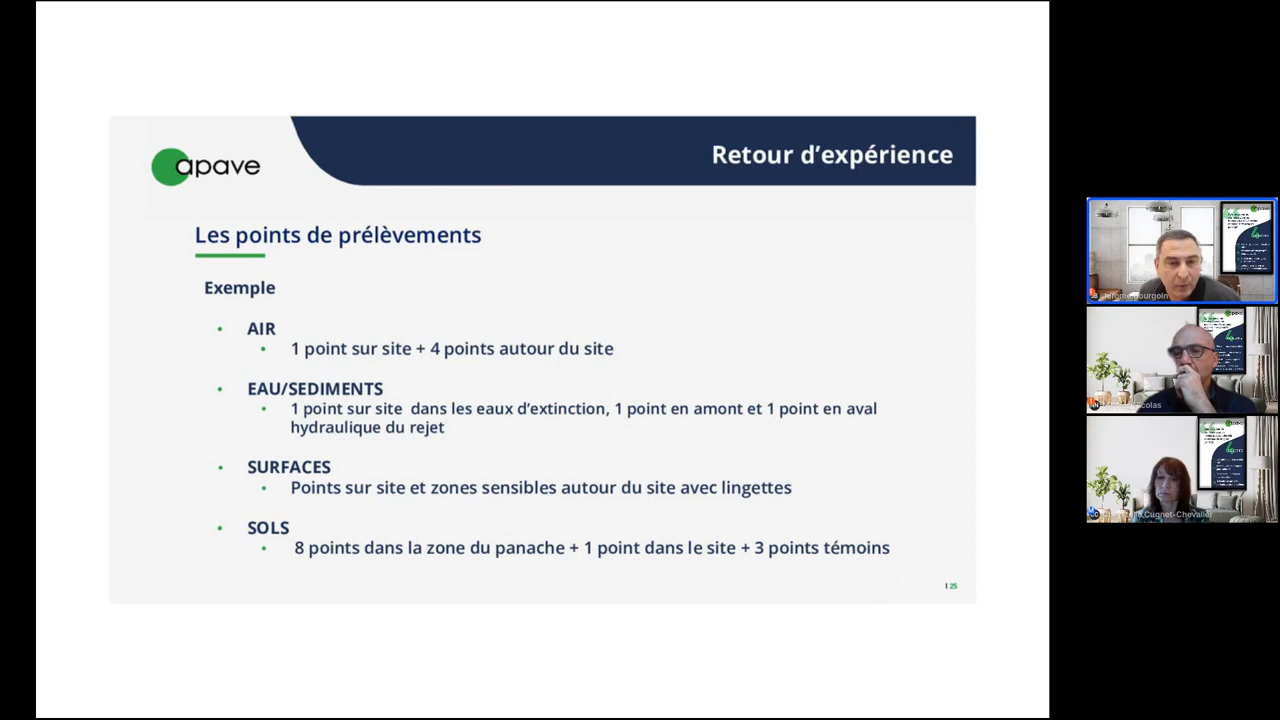 apave
Retour d'expérience
Les points de prélèvements
Exemple
• AIR
• 1 point sur site + 4 points autour du site
• EAU/SEDIMENTS
• 1 point sur site dans les eaux d'extinction, 1 point en amont et 1 point en aval
hydraulique du rejet
• SURFACES
• Points sur site et zones sensibles autour du site avec lingettes
• SOLS
• 8 points dans la zone du panache + 1 point dans le site + 3 points témoins
I 25
Cugnet-Chevalier